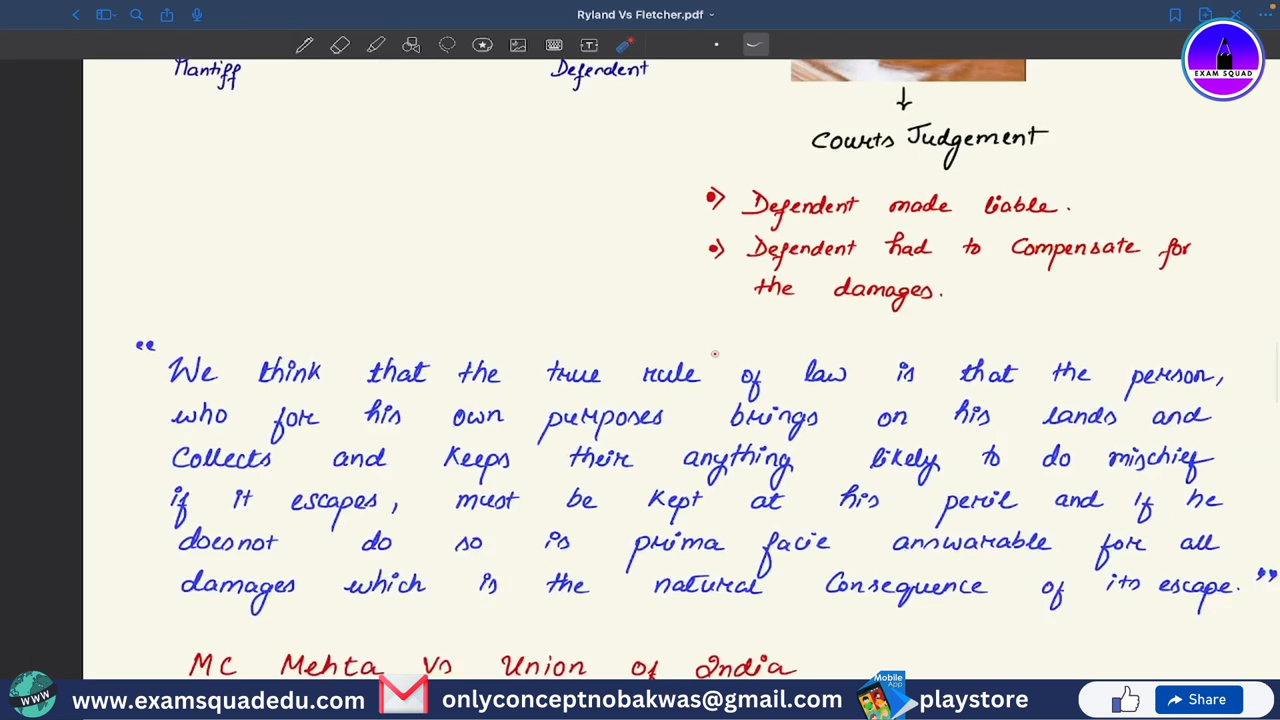 Ryland Vs Fletcher.pdf
EXAM SQUAD
Plantiff
Defendent
Courts Judgement
Defendent made liable.
Defendent had to Compensate for
the damages.
" We think that the true rule of law is that the person,
who for his own purposes brings on his lands and
Collects and Keeps their anything likely to do mischief
if it escapes, must be kept at his peril and if he
doesnot do so is prima facie answarable for all
damages which is the natural Consequence of its escape. "
MC Mehta Vs Union of India
WWW
www.examsquadedu.com
onlyconceptnobakwas@gmail.com
Mobile
App
playstore
Share